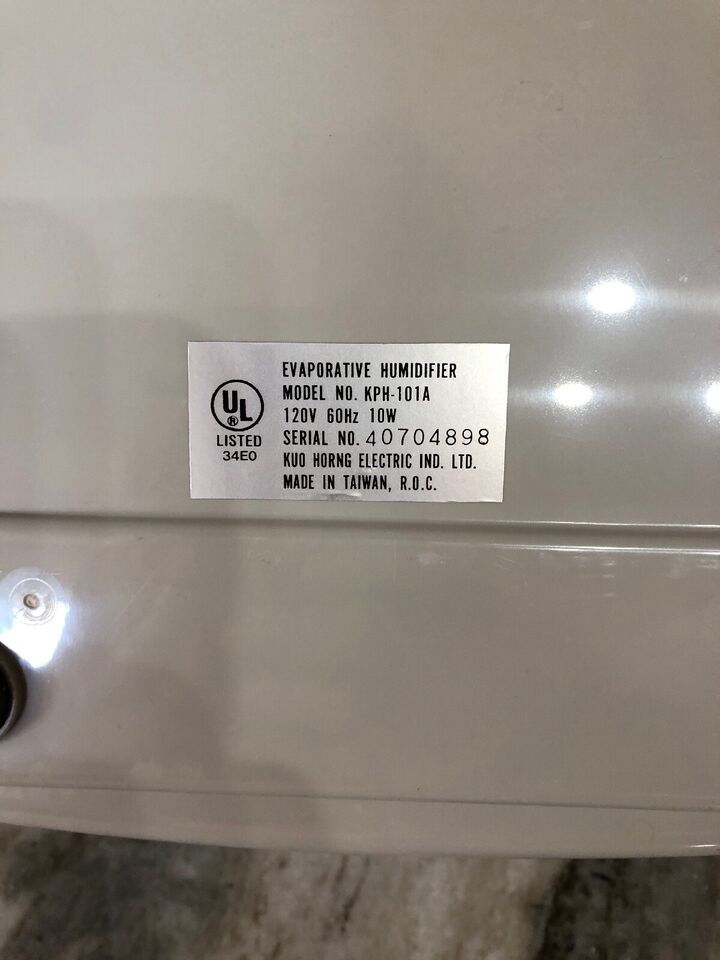 EVAPORATIVE HUMIDIFIER
MODEL NO. KPH-101A
120V 60Hz 10W
SERIAL NO. 40704898
KUO HORNG ELECTRIC IND. LTD.
MADE IN TAIWAN, R.O.C.
UL
®
LISTED
34E0